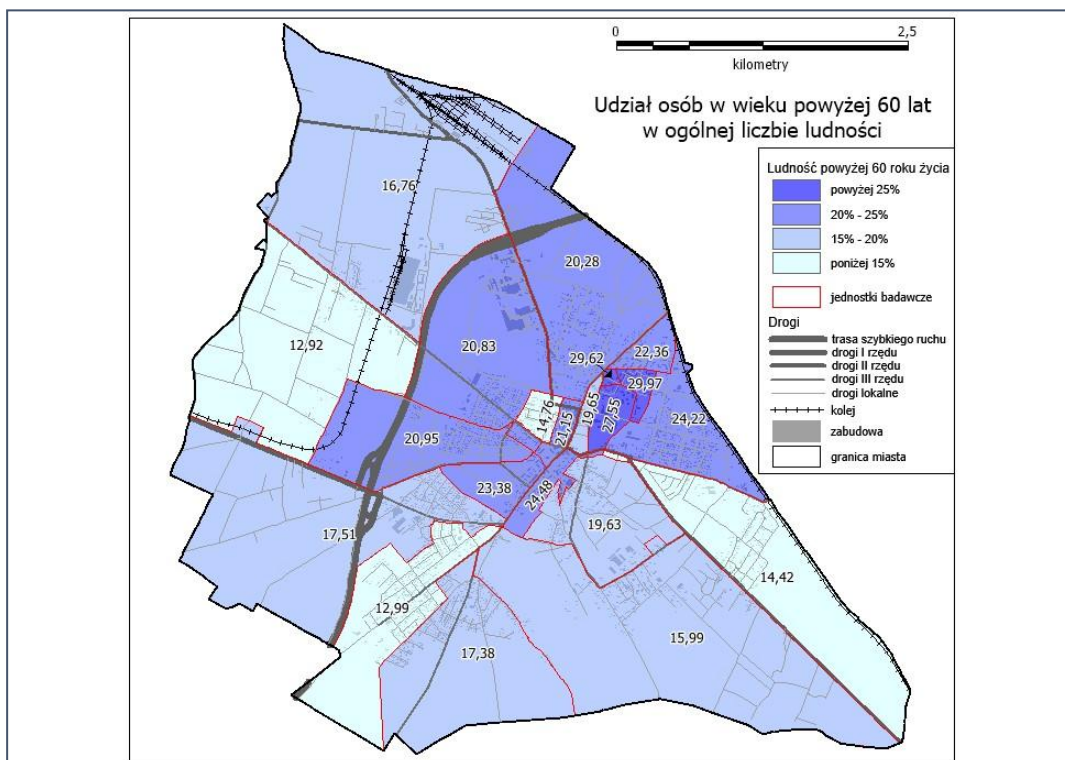 0 2,5
kilometry
Udział osób w wieku powyżej 60 lat
w ogólnej liczbie ludności
Ludność powyżej 60 roku życia
powyżej 25%
20% - 25%
15% - 20%
poniżej 15%
jednostki badawcze
Drogi
trasa szybkiego ruchu
drogi I rzędu
drogi II rzędu
drogi III rzędu
drogi lokalne
kolej
zabudowa
granica miasta
16,76
20,28
12,92
20,83
29,62
22,36
29,97
14,76
21,15
19,65
27,55
24,22
20,95
23,38
24,48
19,63
17,51
14,42
12,99
15,99
17,38